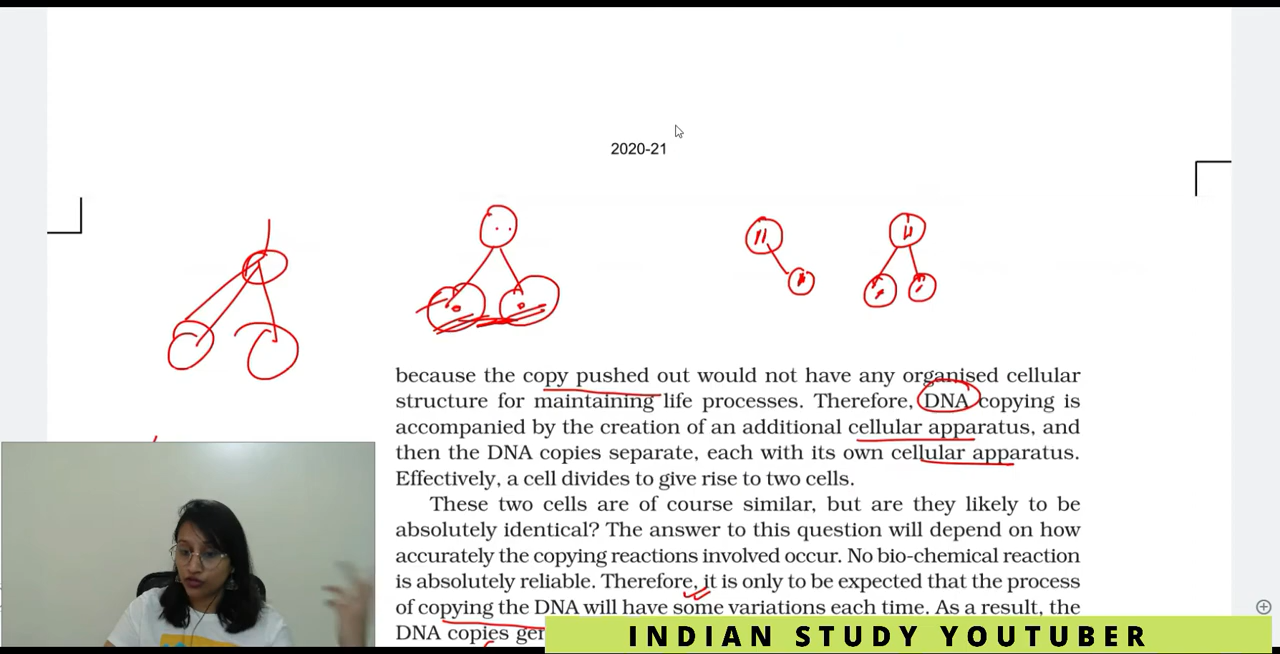 2020-21
because the copy pushed out would not have any organised cellular
structure for maintaining life processes. Therefore, DNA copying is
accompanied by the creation of an additional cellular apparatus, and
then the DNA copies separate, each with its own cellular apparatus.
Effectively, a cell divides to give rise to two cells.
These two cells are of course similar, but are they likely to be
absolutely identical? The answer to this question will depend on how
accurately the copying reactions involved occur. No bio-chemical reaction
is absolutely reliable. Therefore, it is only to be expected that the process
of copying the DNA will have some variations each time. As a result, the
DNA copies
INDIAN STUDY YOUTUBER